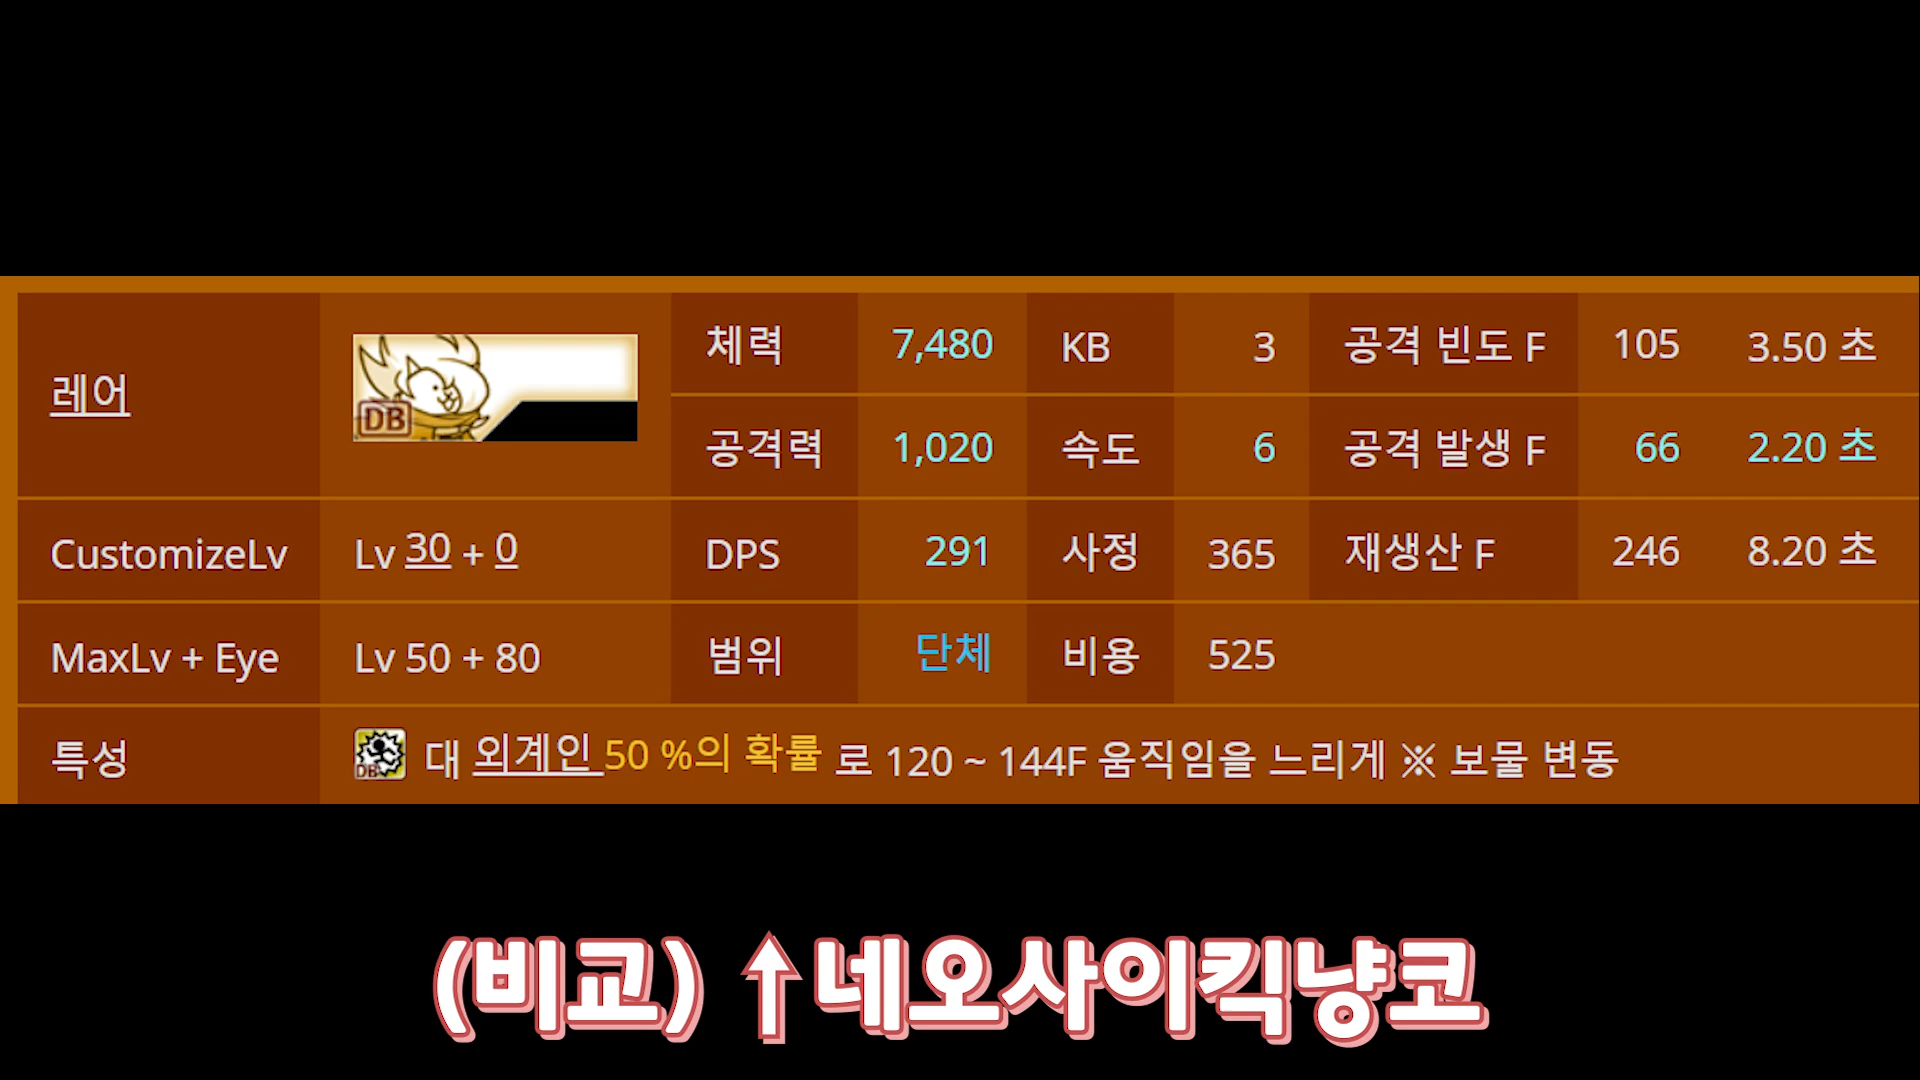 레어 DB 체력 7,480 KB 3 공격 빈도 F 105 3.50 초
공격력 1,020 속도 6 공격 발생 F 66 2.20 초
CustomizeLv Lv 30 + 0 DPS 291 사정 365 재생산 F 246 8.20 초
MaxLv + Eye Lv 50 + 80 범위 단체 비용 525
특성 DB 대 외계인 50 %의 확률 로 120 ~ 144F 움직임을 느리게 ※ 보물 변동
(비교) ↑네오사이킥냥코